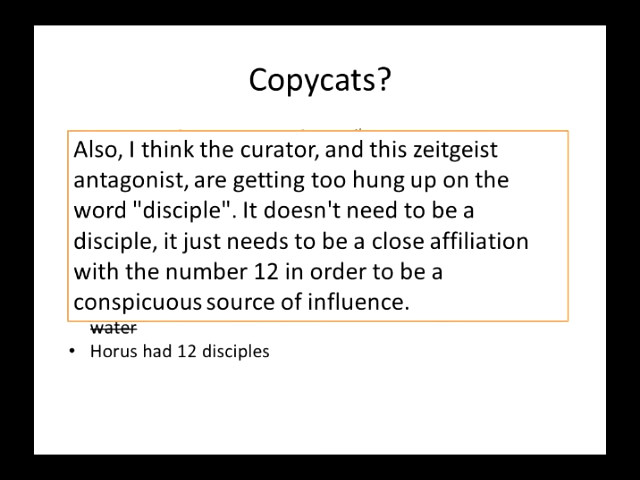 Copycats?
Also, I think the curator, and this zeitgeist
antagonist, are getting too hung up on the
word "disciple". It doesn't need to be a
disciple, it just needs to be a close affiliation
with the number 12 in order to be a
conspicuous source of influence.
water
• Horus had 12 disciples